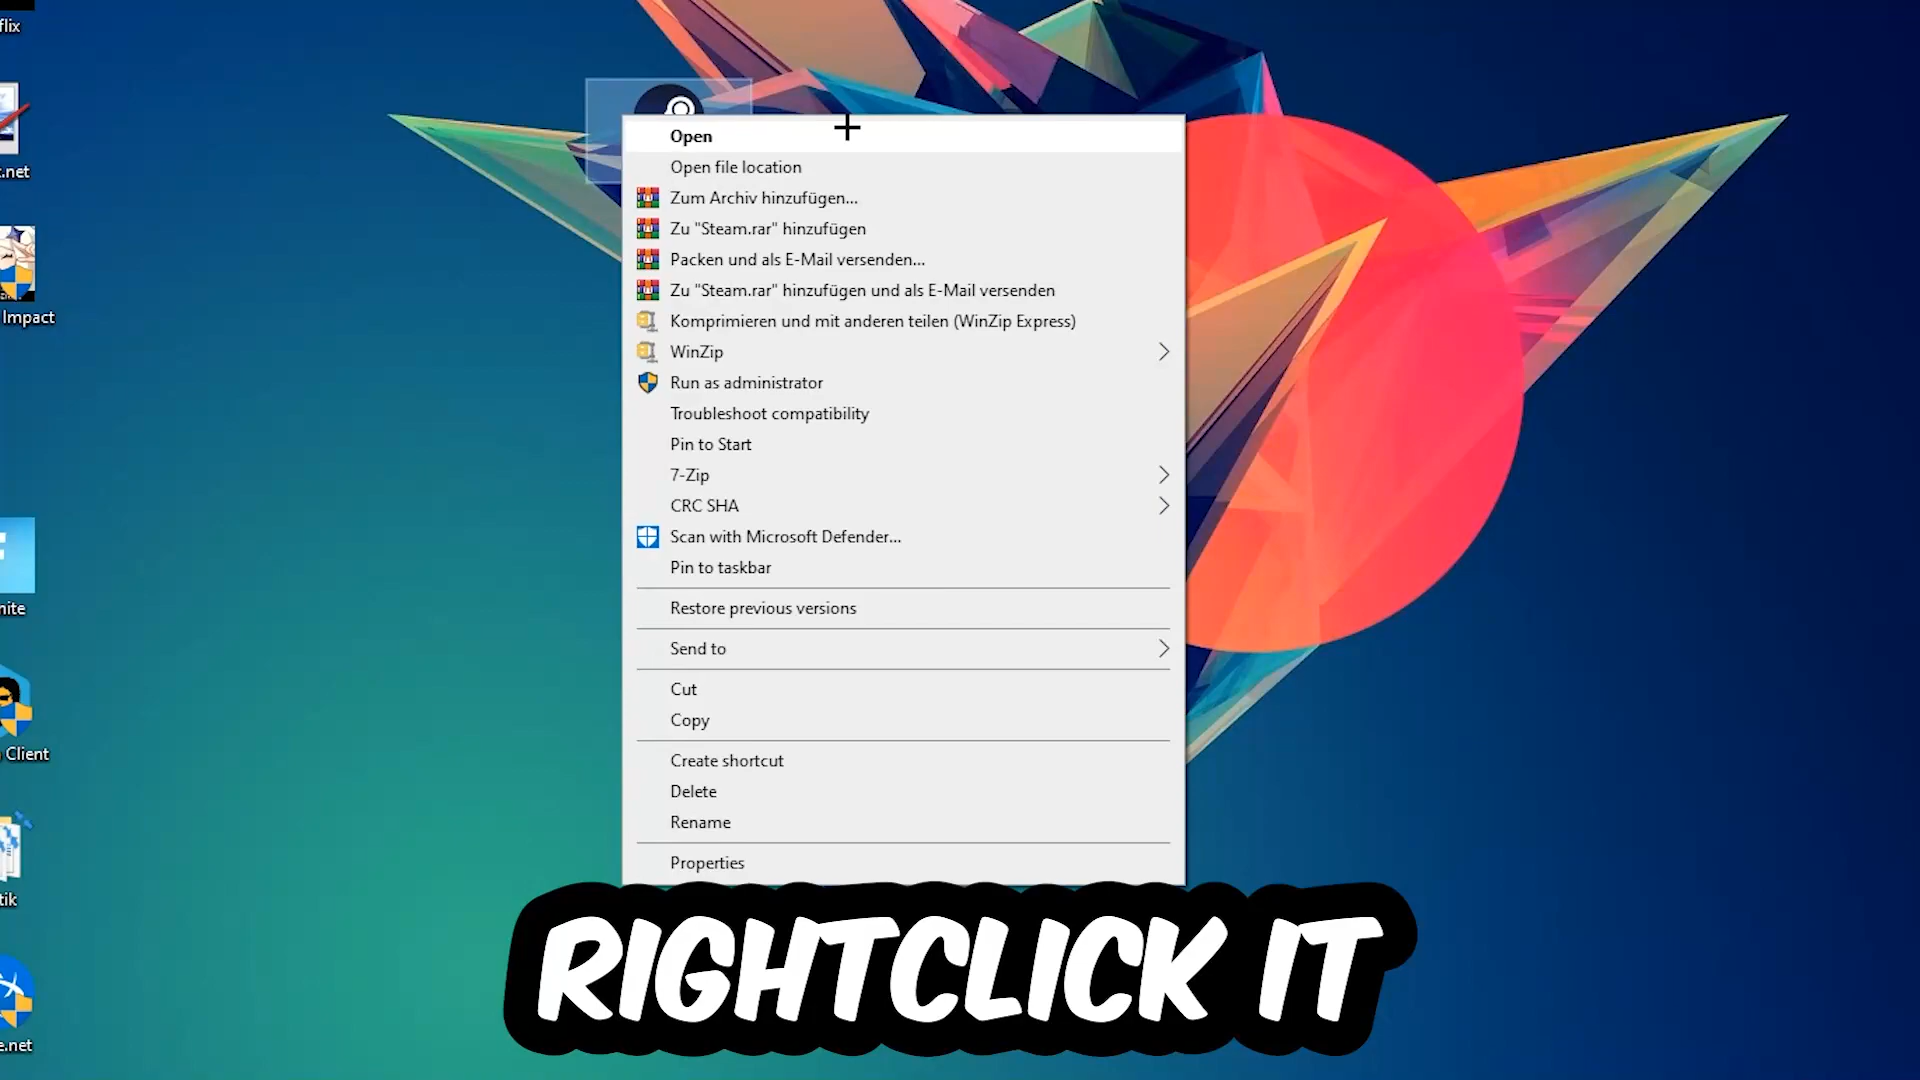 flix
.net
Impact
nite
Client
tik
e.net
Open
Open file location
Zum Archiv hinzufügen...
Zu "Steam.rar" hinzufügen
Packen und als E-Mail versenden...
Zu "Steam.rar" hinzufügen und als E-Mail versenden
Komprimieren und mit anderen teilen (WinZip Express)
WinZip
Run as administrator
Troubleshoot compatibility
Pin to Start
7-Zip
CRC SHA
Scan with Microsoft Defender...
Pin to taskbar
Restore previous versions
Send to
Cut
Copy
Create shortcut
Delete
Rename
Properties
RIGHTCLICK IT